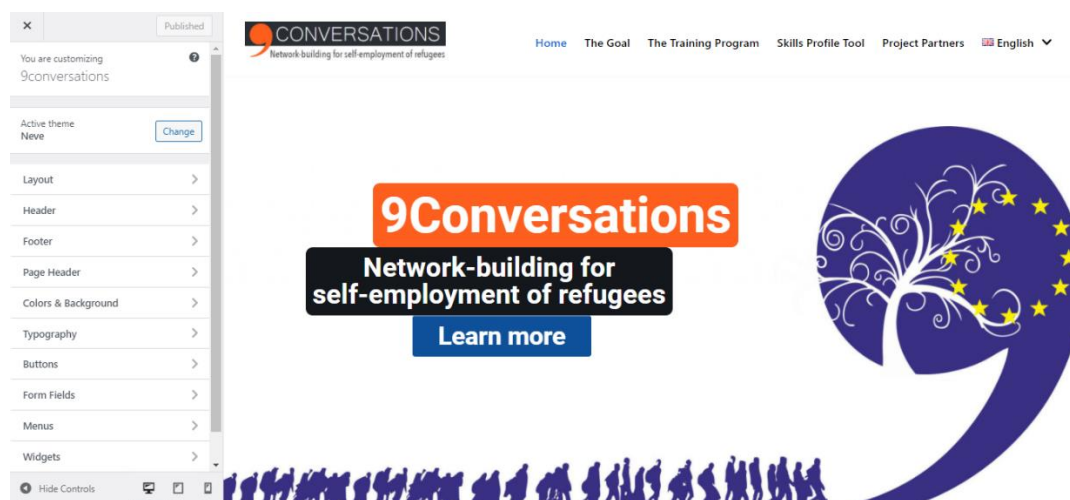 Published
You are customizing
9conversations
Active theme
Neve
Change
Layout
Header
Footer
Page Header
Colors & Background
Typography
Buttons
Form Fields
Menus
Widgets
Hide Controls
CONVERSATIONS
Network-building for self-employment of refugees
Home The Goal The Training Program Skills Profile Tool Project Partners English
9Conversations
Network-building for
self-employment of refugees
Learn more